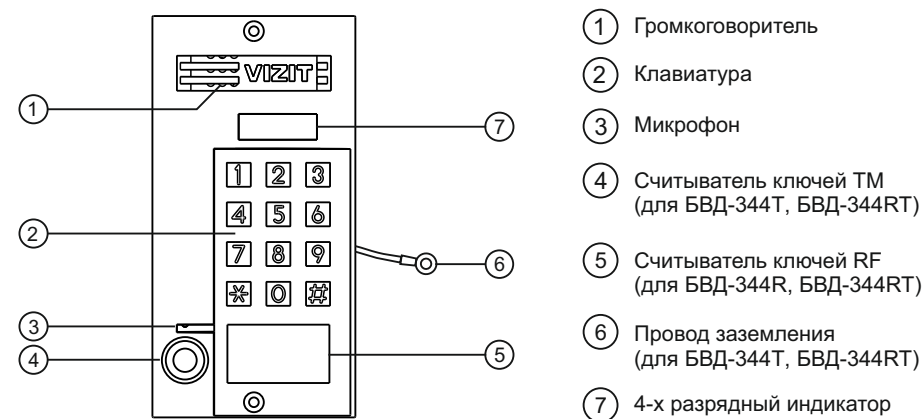 VIZIT
1
7
1 2 3
4 5 6
2
7 8 9
6
* 0 #
3
4
5
1 Громкоговоритель
2 Клавиатура
3 Микрофон
4 Считыватель ключей TM
(для БВД-344T, БВД-344RT)
5 Считыватель ключей RF
(для БВД-344R, БВД-344RT)
6 Провод заземления
(для БВД-344T, БВД-344RT)
7 4-х разрядный индикатор